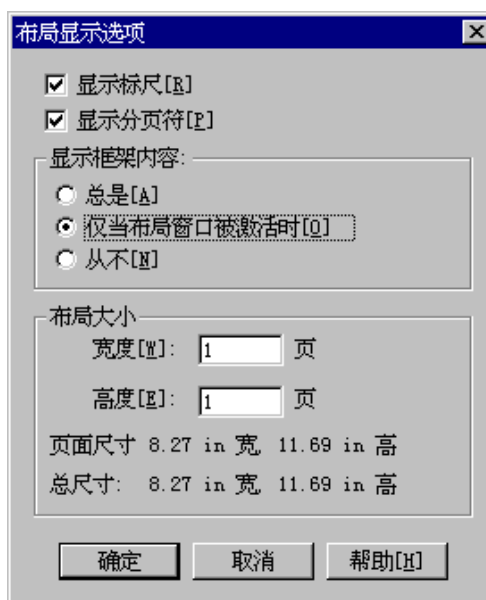 布局显示选项
显示标尺[R]
显示分页符[P]
显示框架内容:
总是[A]
仅当布局窗口被激活时[O]
从不[N]
布局大小
宽度[W]: 1 页
高度[E]: 1 页
页面尺寸 8.27 in 宽, 11.69 in 高
总尺寸: 8.27 in 宽, 11.69 in 高
确定 取消 帮助[H]